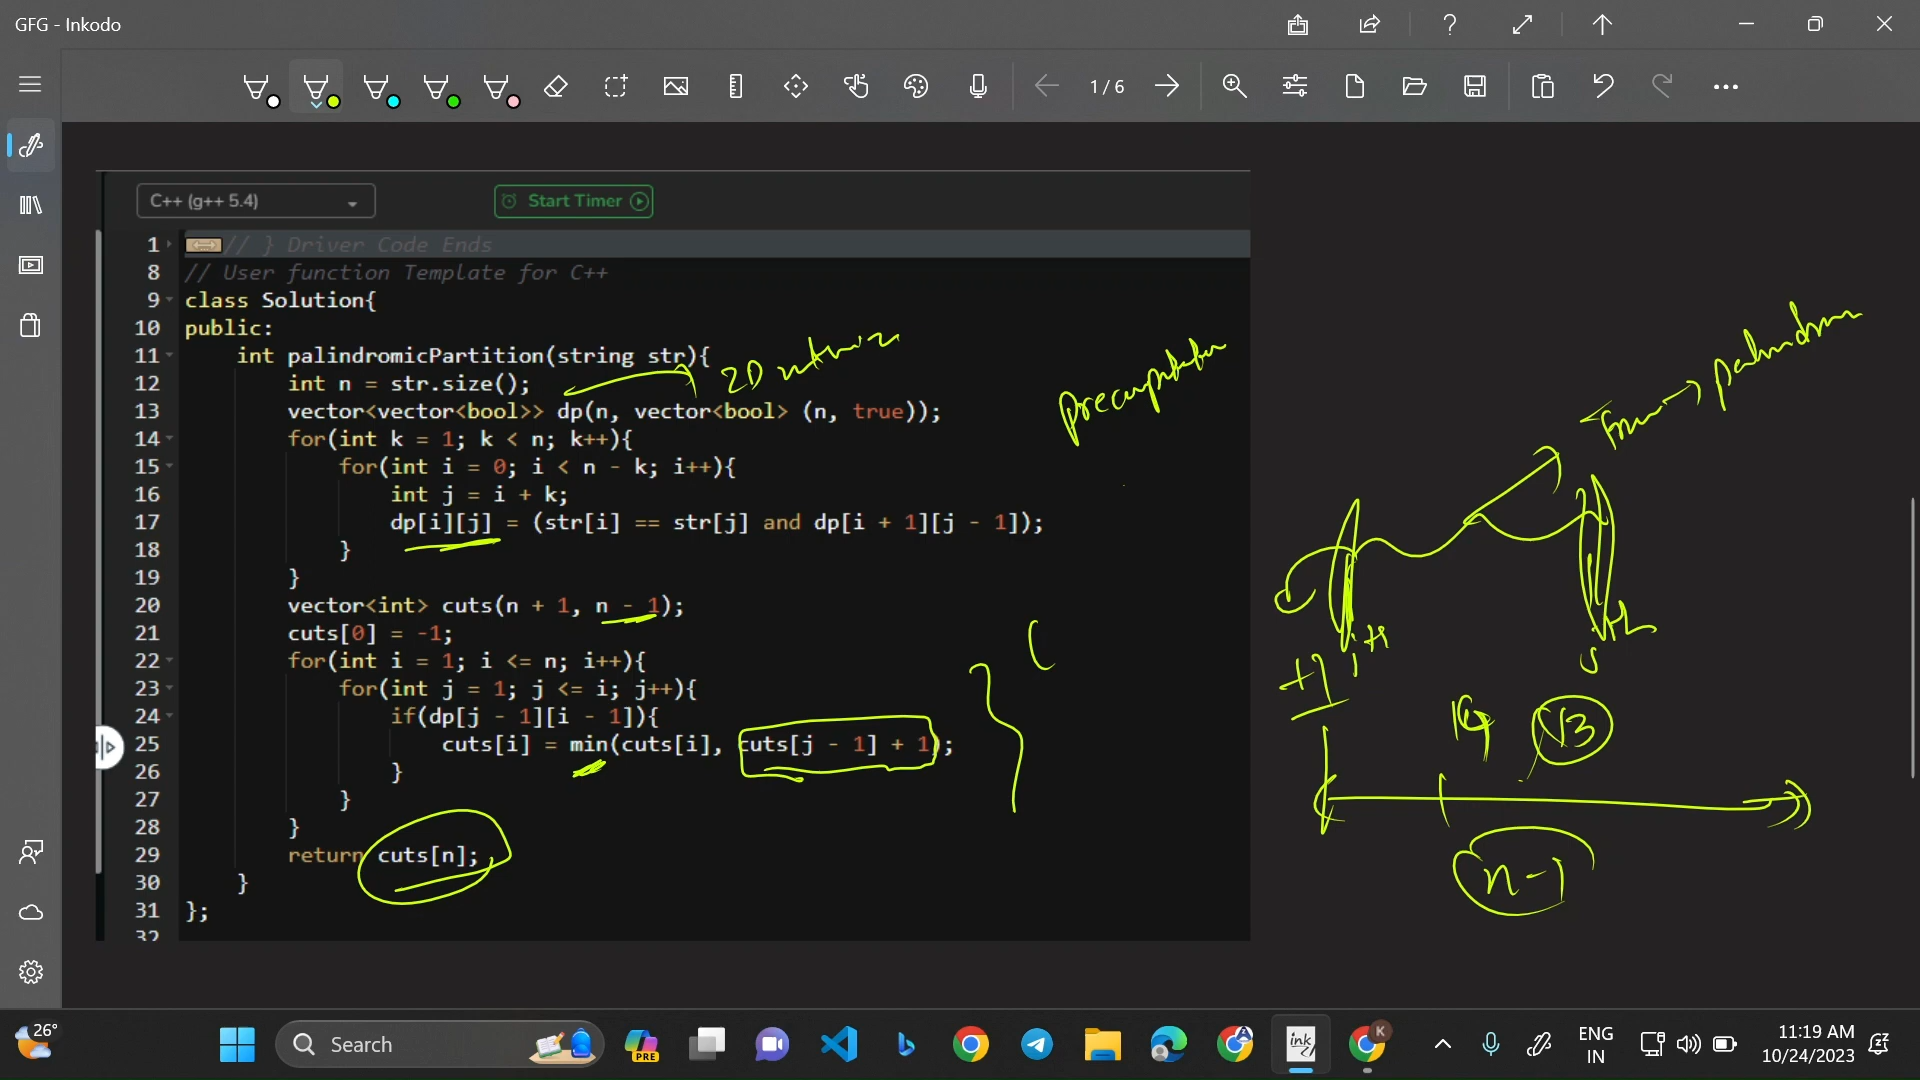 GFG - Inkodo
1 / 6
C++ (g++ 5.4)
Start Timer
1 // } Driver Code Ends
8 // User function Template for C++
9 class Solution{
10 public:
11 int palindromicPartition(string str){
12 int n = str.size();
13 vector<vector<bool>> dp(n, vector<bool> (n, true));
14 for(int k = 1; k < n; k++){
15 for(int i = 0; i < n - k; i++){
16 int j = i + k;
17 dp[i][j] = (str[i] == str[j] and dp[i + 1][j - 1]);
18 }
19 }
20 vector<int> cuts(n + 1, n - 1);
21 cuts[0] = -1;
22 for(int i = 1; i <= n; i++){
23 for(int j = 1; j <= i; j++){
24 if(dp[j - 1][i - 1]){
25 cuts[i] = min(cuts[i], cuts[j - 1] + 1);
26 }
27 }
28 }
29 return cuts[n];
30 }
31 };
32
2D
+1
n-1
26°
Search
PRE
ink
K
ENG
IN
11:19 AM
10/24/2023